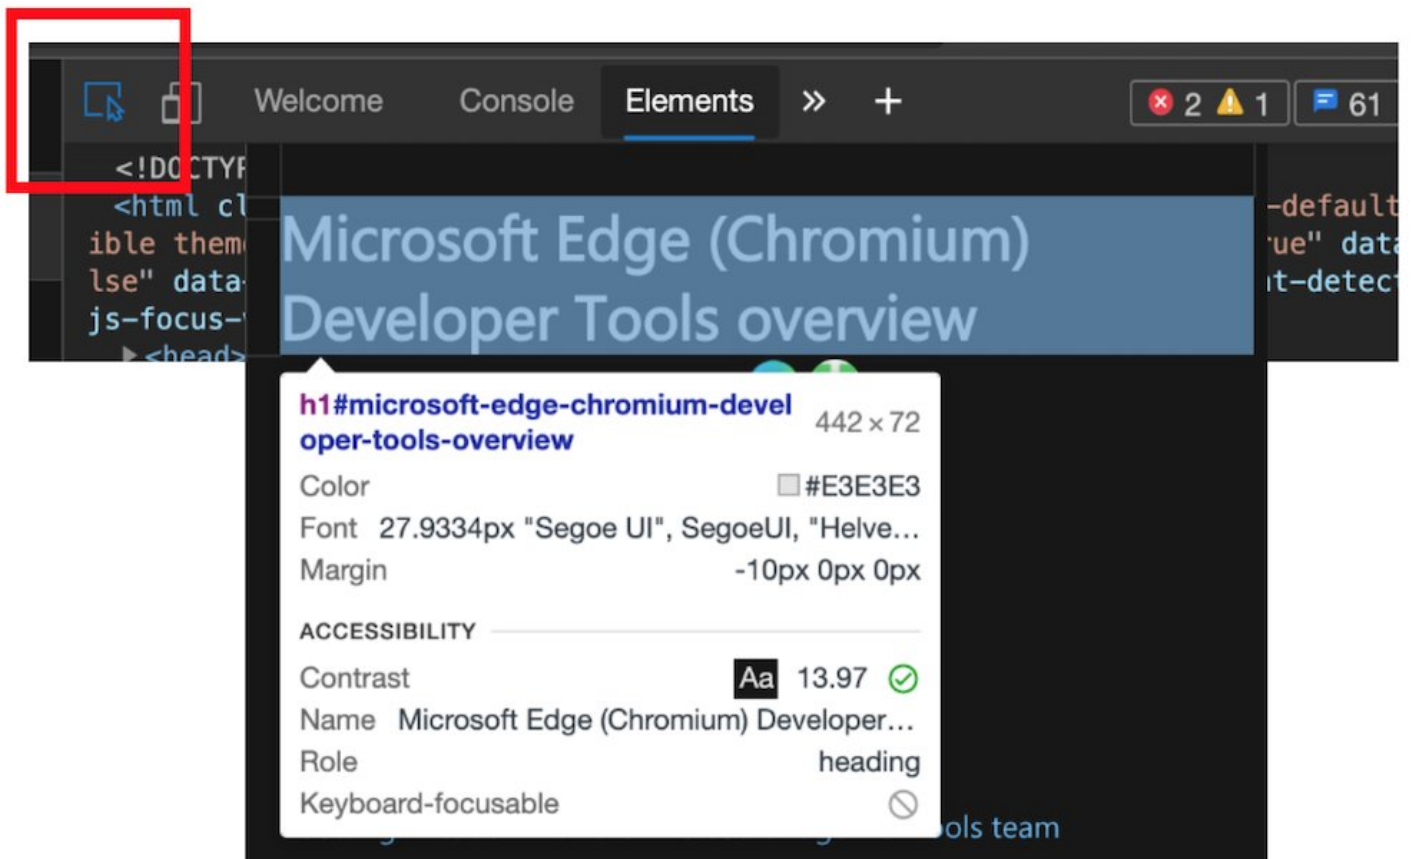 Welcome Console Elements » + 2 1 61
<!DOCTYP
<html cl -default
ible them rue" data
lse" data- nt-detec
js-focus-
<head>
Microsoft Edge (Chromium)
Developer Tools overview
h1#microsoft-edge-chromium-devel
oper-tools-overview 442 × 72
Color #E3E3E3
Font 27.9334px "Segoe UI", SegoeUI, "Helve...
Margin -10px 0px 0px
ACCESSIBILITY
Contrast Aa 13.97
Name Microsoft Edge (Chromium) Developer...
Role heading
Keyboard-focusable
ols team